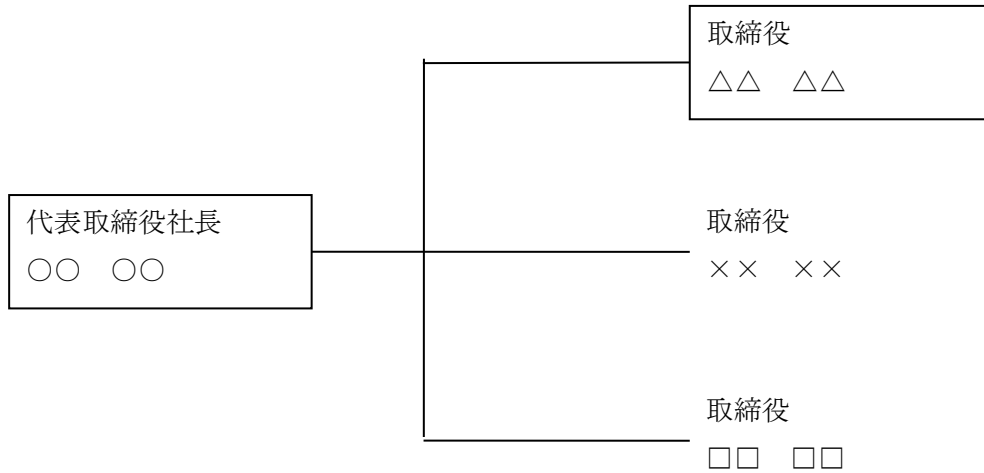 取締役
△△　△△
代表取締役社長
○○　○○
取締役
××　××
取締役
□□　□□